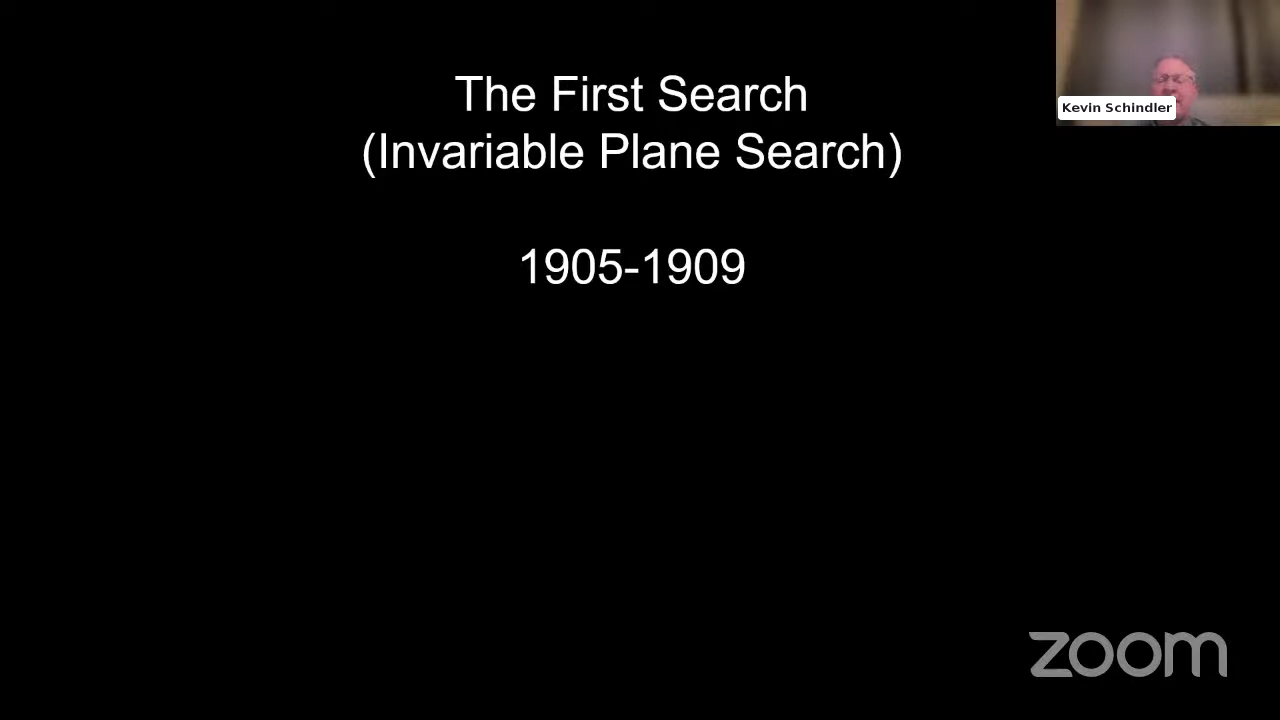 The First Search
(Invariable Plane Search)
1905-1909
Kevin Schindler
zoom